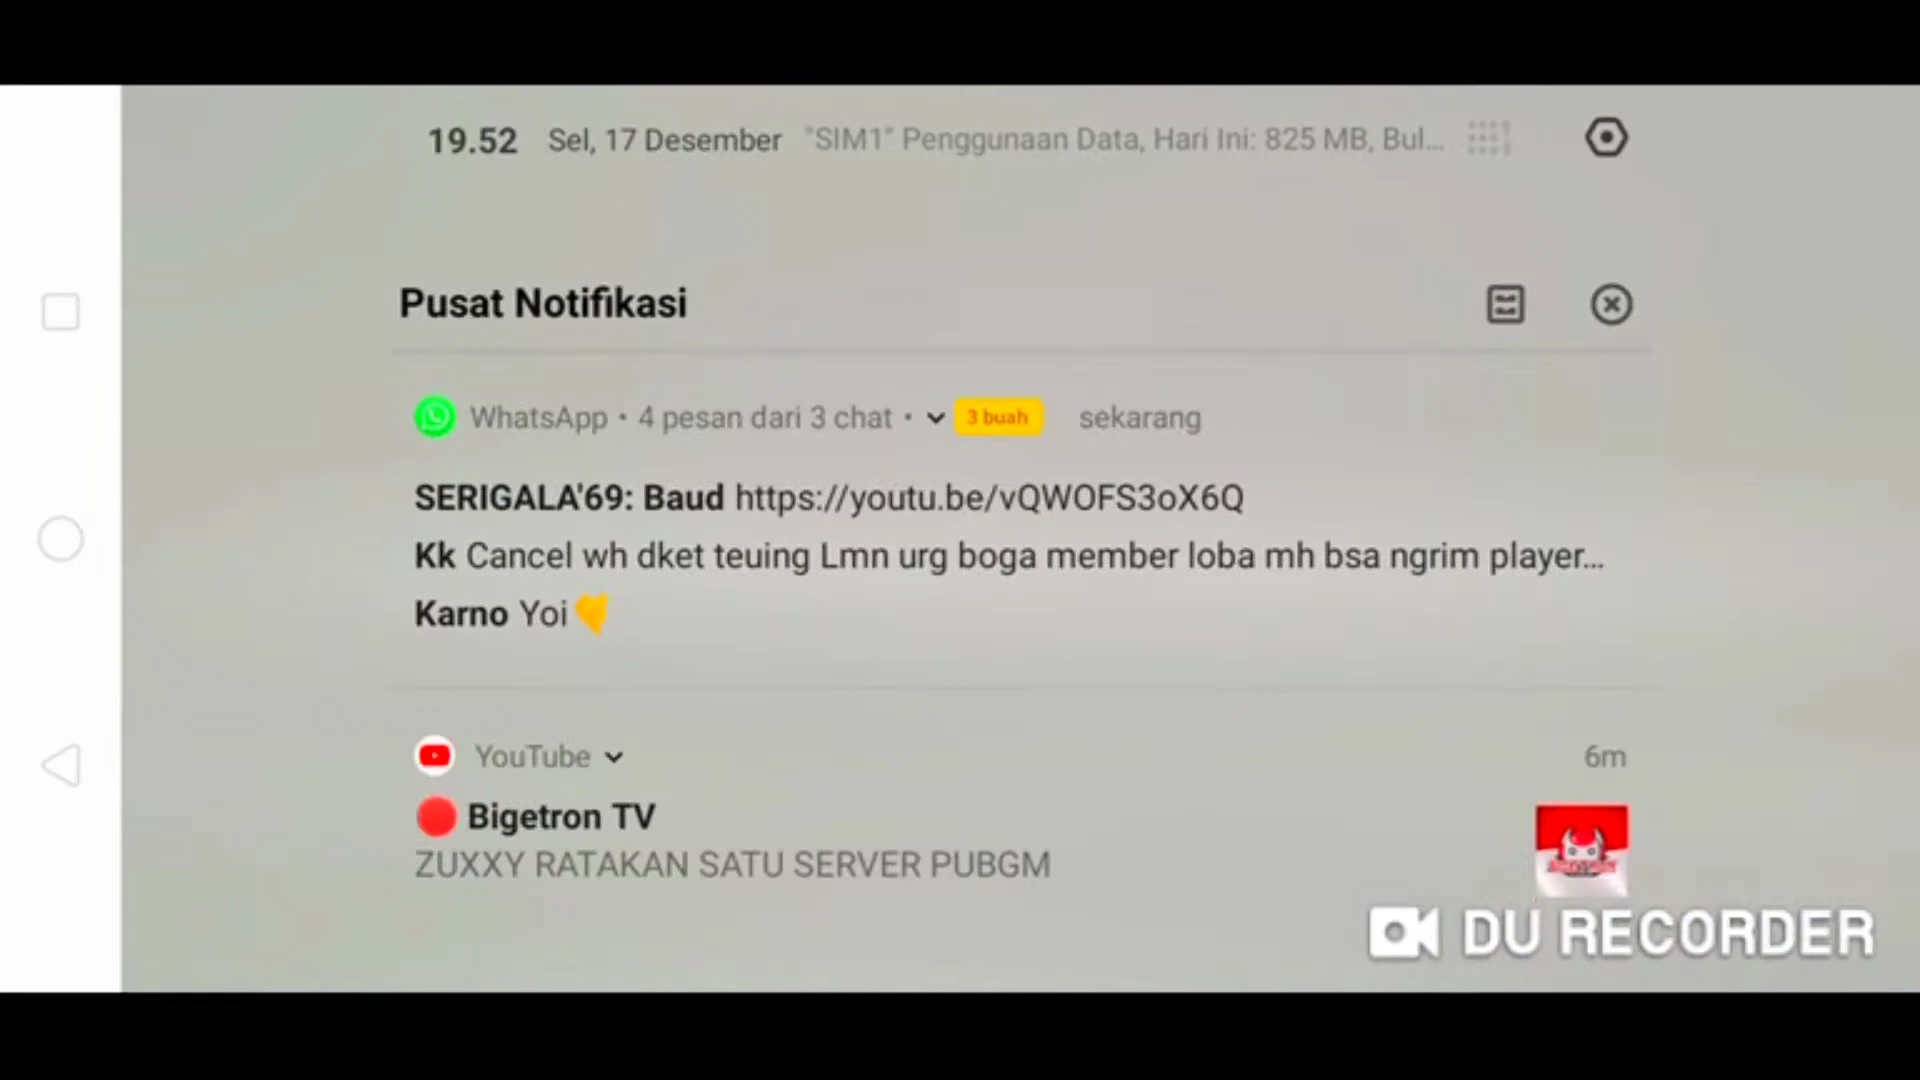 19.52 Sel, 17 Desember "SIM1" Penggunaan Data, Hari Ini: 825 MB, Bul...
Pusat Notifikasi
WhatsApp • 4 pesan dari 3 chat • 3 buah sekarang
SERIGALA'69: Baud https://youtu.be/vQWOFS3oX6Q
Kk Cancel wh dket teuing Lmn urg boga member loba mh bsa ngrim player...
Karno Yoi
YouTube 6m
Bigetron TV
ZUXXY RATAKAN SATU SERVER PUBGM
DU RECORDER